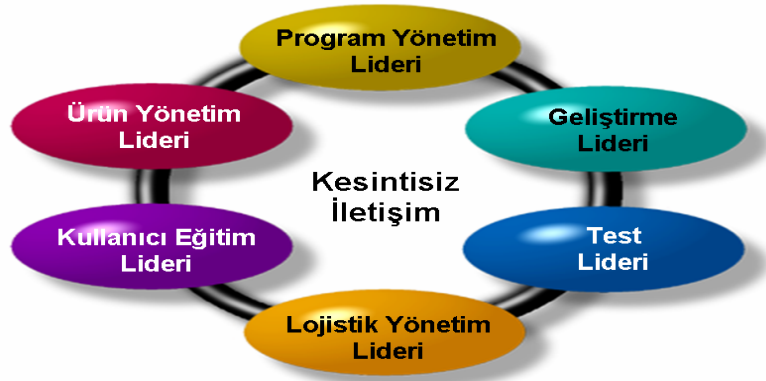 Program Yönetim
Lideri
Ürün Yönetim
Lideri
Geliştirme
Lideri
Kesintisiz
İletişim
Kullanıcı Eğitim
Lideri
Test
Lideri
Lojistik Yönetim
Lideri